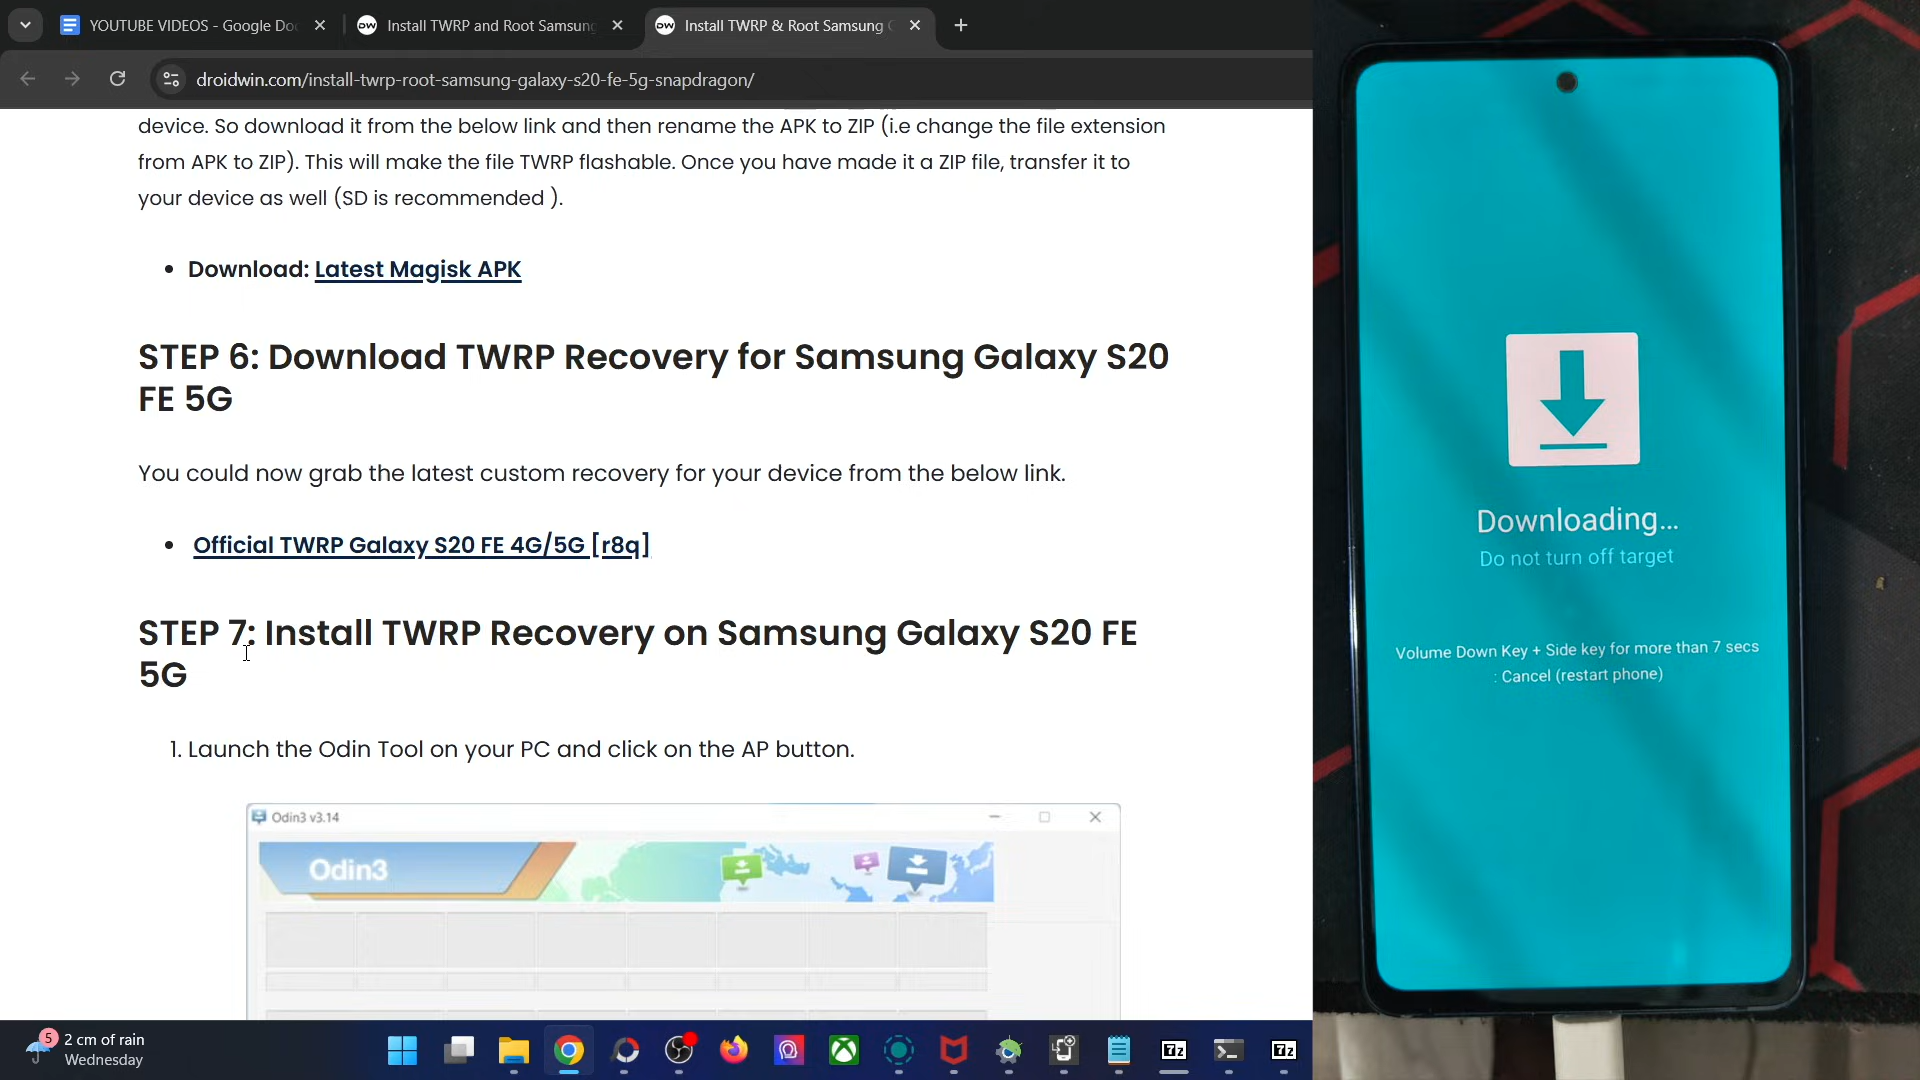 YOUTUBE VIDEOS - Google Do
Install TWRP and Root Samsung
Install TWRP & Root Samsung G
droidwin.com/install-twrp-root-samsung-galaxy-s20-fe-5g-snapdragon/
device. So download it from the below link and then rename the APK to ZIP (i.e change the file extension
from APK to ZIP). This will make the file TWRP flashable. Once you have made it a ZIP file, transfer it to
your device as well (SD is recommended ).
• Download: Latest Magisk APK
STEP 6: Download TWRP Recovery for Samsung Galaxy S20
FE 5G
You could now grab the latest custom recovery for your device from the below link.
• Official TWRP Galaxy S20 FE 4G/5G [r8q]
STEP 7: Install TWRP Recovery on Samsung Galaxy S20 FE
5G
1. Launch the Odin Tool on your PC and click on the AP button.
Odin3 v3.14
Odin3
5
2 cm of rain
Wednesday
7z
7z
Downloading...
Do not turn off target
Volume Down Key + Side key for more than 7 secs
: Cancel (restart phone)